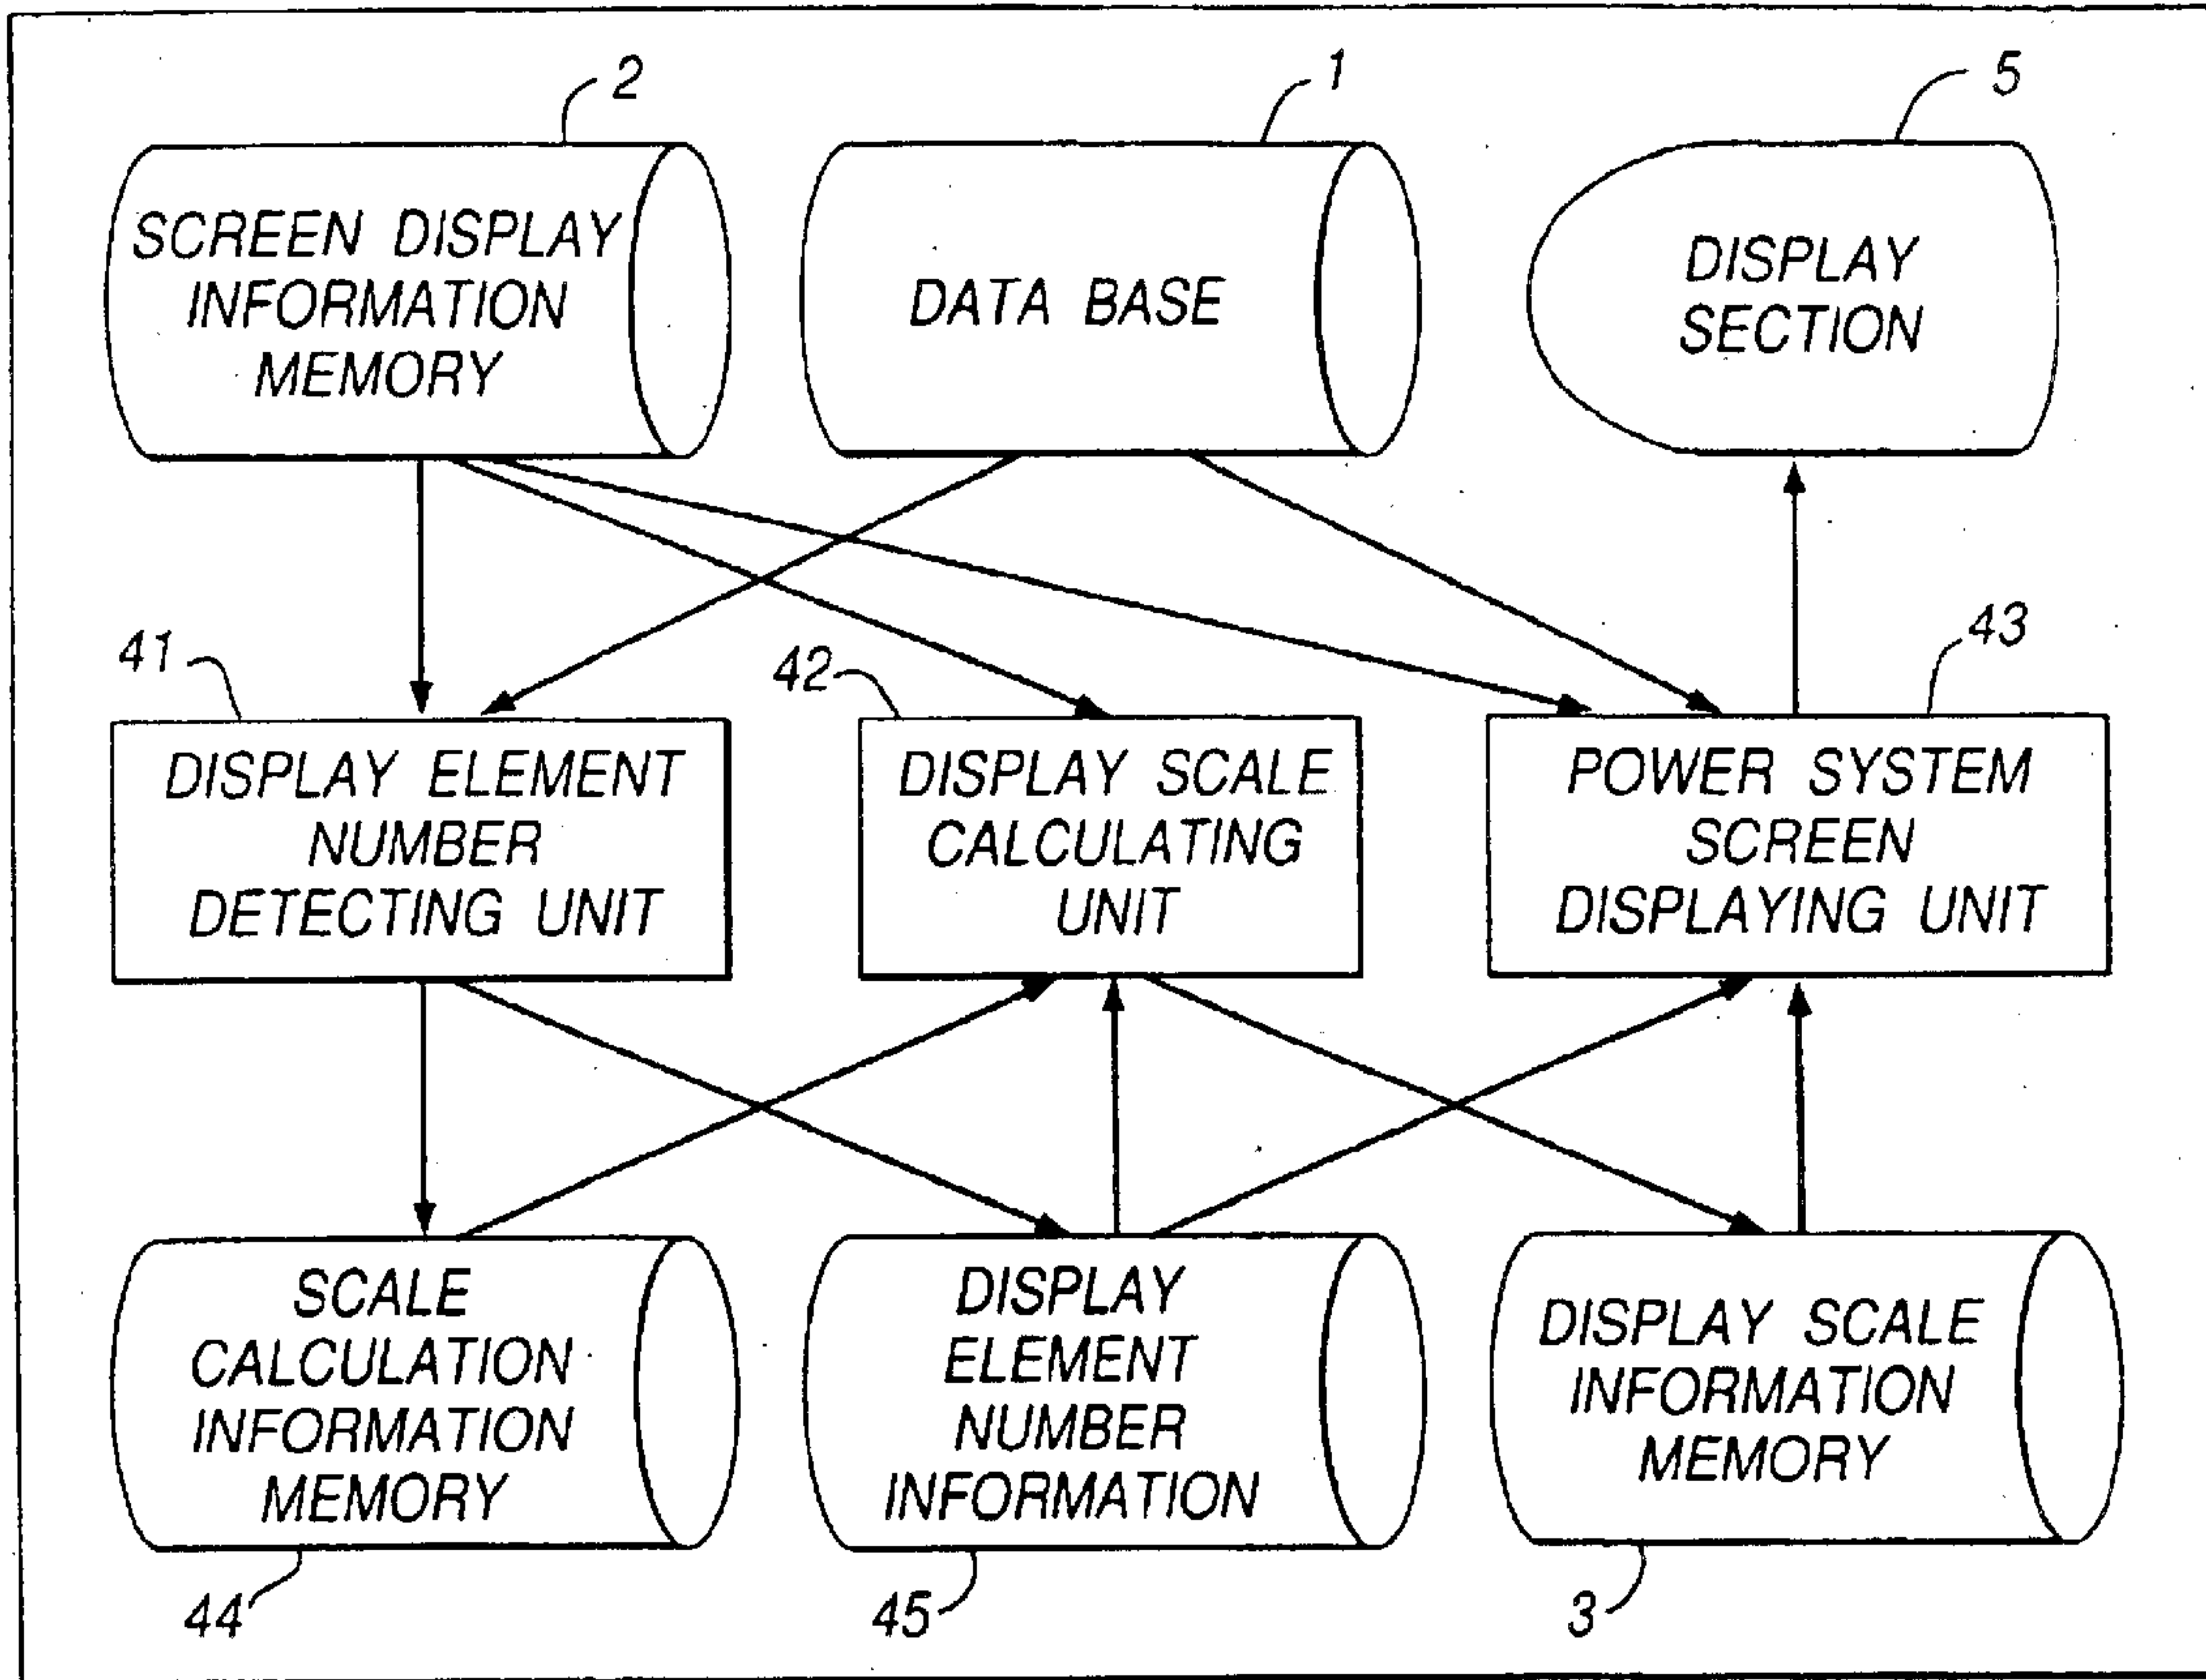 2
1
5
SCREEN DISPLAY
INFORMATION
MEMORY
DATA BASE
DISPLAY
SECTION
41
42
43
DISPLAY ELEMENT
NUMBER
DETECTING UNIT
DISPLAY SCALE
CALCULATING
UNIT
POWER SYSTEM
SCREEN
DISPLAYING UNIT
SCALE
CALCULATION
INFORMATION
MEMORY
DISPLAY
ELEMENT
NUMBER
INFORMATION
DISPLAY SCALE
INFORMATION
MEMORY
44
45
3